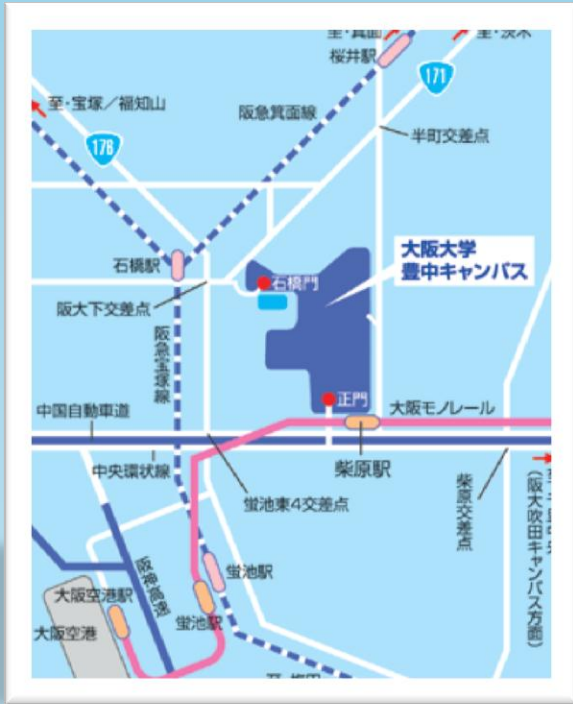 至・箕面
至・茨木
桜井駅
171
至・宝塚／福知山
阪急箕面線
176
半町交差点
石橋駅
大阪大学
豊中キャンパス
石橋門
阪大下交差点
阪急宝塚線
正門
中国自動車道
大阪モノレール
中央環状線
柴原駅
蛍池東4交差点
柴原交差点
（阪大吹田キャンパス方面）
阪神高速
蛍池駅
大阪空港駅
蛍池駅
大阪空港